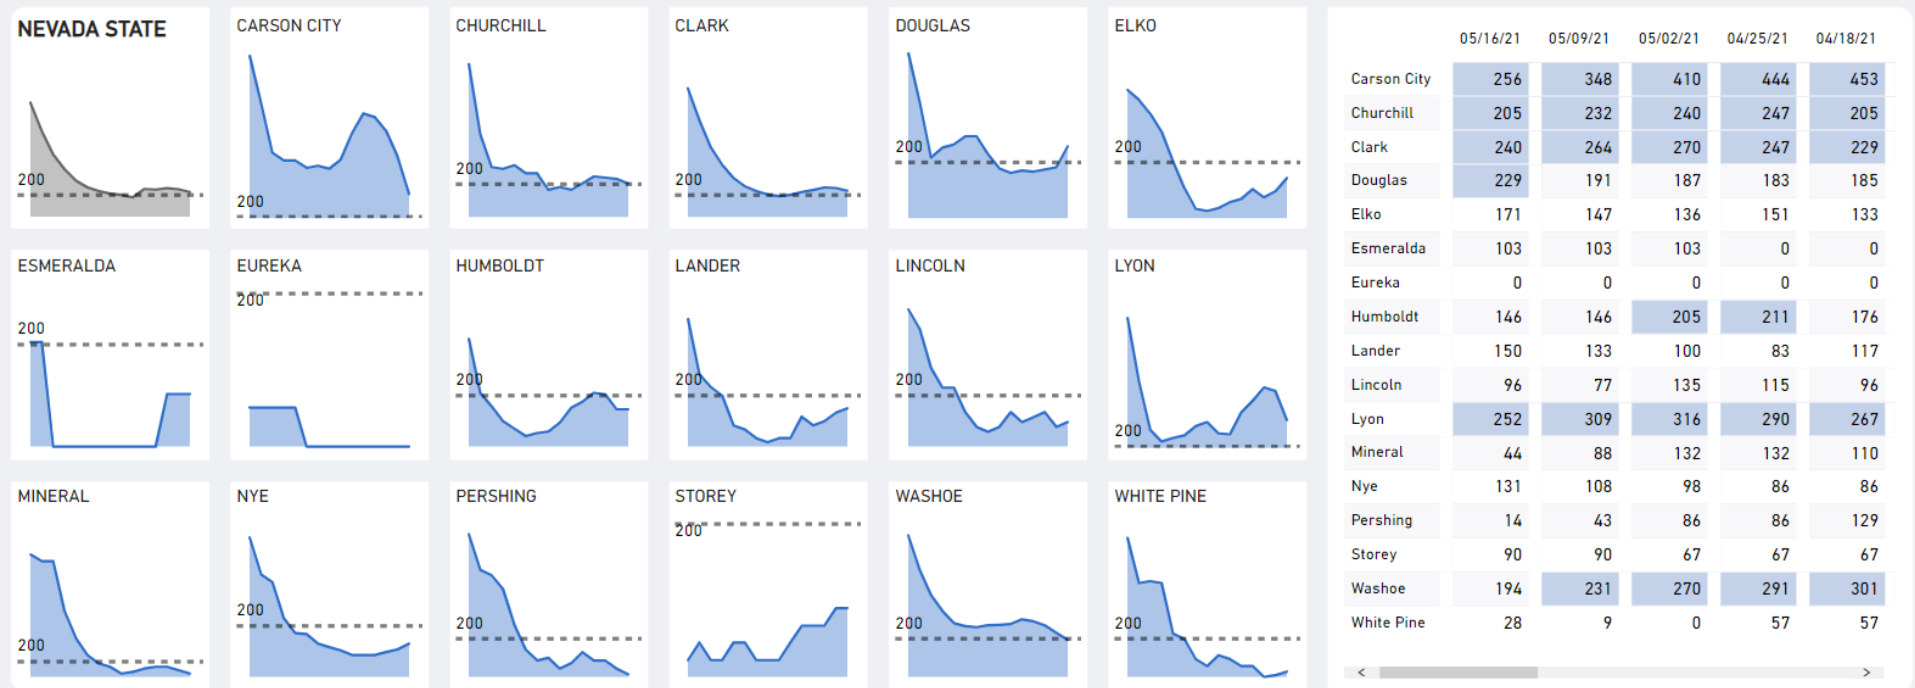 NEVADA STATE
200
CARSON CITY
200
CHURCHILL
200
CLARK
200
DOUGLAS
200
ELKO
200
ESMERALDA
200
EUREKA
200
HUMBOLDT
200
LANDER
200
LINCOLN
200
LYON
200
MINERAL
200
NYE
200
PERSHING
200
STOREY
200
WASHOE
200
WHITE PINE
200
05/16/21 05/09/21 05/02/21 04/25/21 04/18/21
Carson City 256 348 410 444 453
Churchill 205 232 240 247 205
Clark 240 264 270 247 229
Douglas 229 191 187 183 185
Elko 171 147 136 151 133
Esmeralda 103 103 103 0 0
Eureka 0 0 0 0 0
Humboldt 146 146 205 211 176
Lander 150 133 100 83 117
Lincoln 96 77 135 115 96
Lyon 252 309 316 290 267
Mineral 44 88 132 132 110
Nye 131 108 98 86 86
Pershing 14 43 86 86 129
Storey 90 90 67 67 67
Washoe 194 231 270 291 301
White Pine 28 9 0 57 57